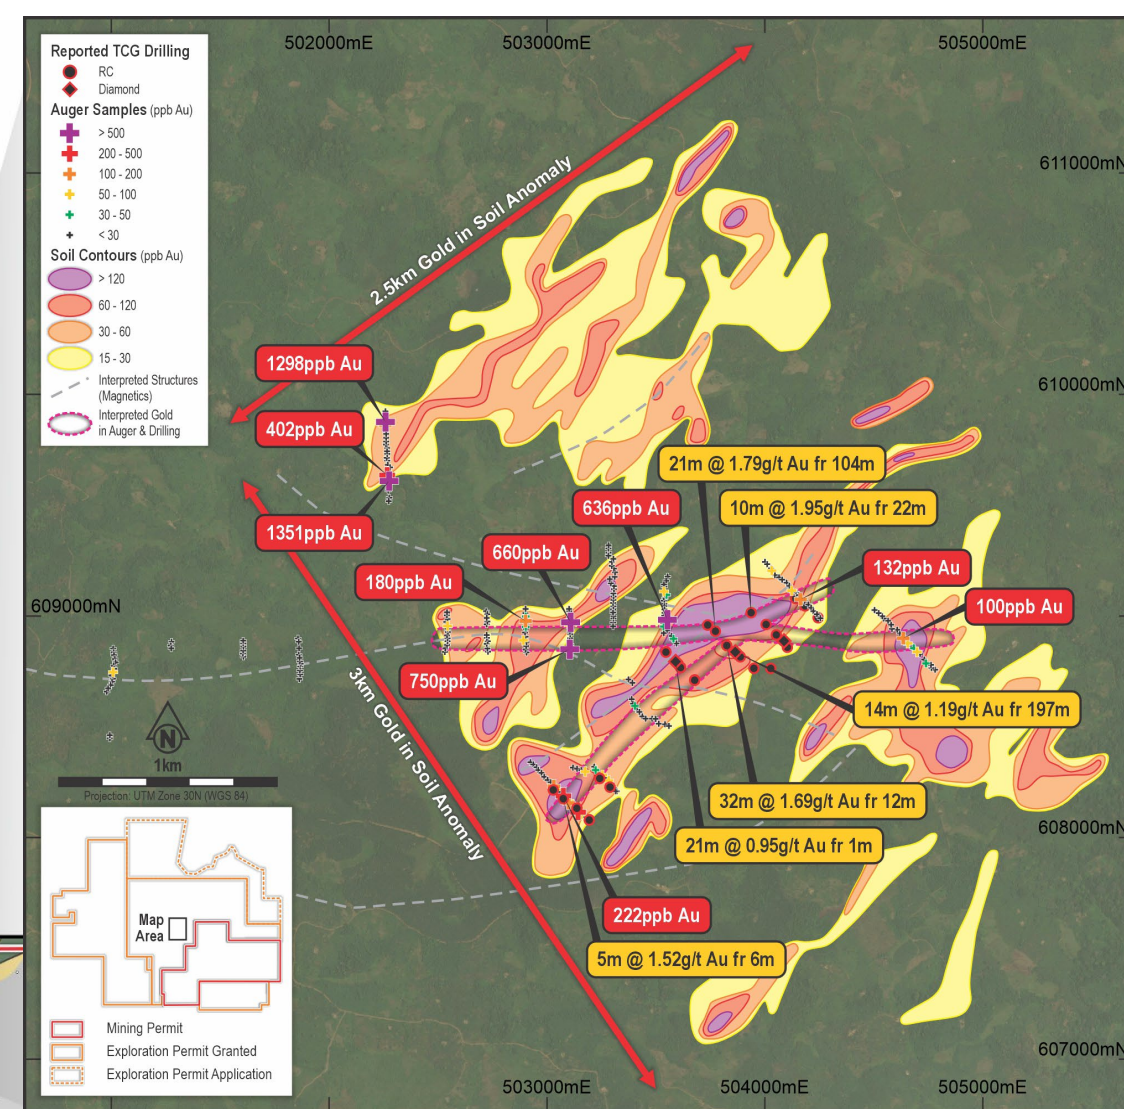 502000mE
503000mE
505000mE
Reported TCG Drilling
RC
Diamond
Auger Samples (ppb Au)
> 500
200 - 500
100 - 200
50 - 100
30 - 50
< 30
Soil Contours (ppb Au)
> 120
60 - 120
30 - 60
15 - 30
Interpreted Structures
(Magnetics)
Interpreted Gold
in Auger & Drilling
611000mN
2.5km Gold in Soil Anomaly
1298ppb Au
610000mN
402ppb Au
21m @ 1.79g/t Au fr 104m
1351ppb Au
636ppb Au
10m @ 1.95g/t Au fr 22m
660ppb Au
180ppb Au
132ppb Au
609000mN
100ppb Au
750ppb Au
3km Gold in Soil Anomaly
14m @ 1.19g/t Au fr 197m
N
1km
Projection: UTM Zone 30N (WGS 84)
32m @ 1.69g/t Au fr 12m
608000mN
21m @ 0.95g/t Au fr 1m
222ppb Au
5m @ 1.52g/t Au fr 6m
Map
Area
Mining Permit
Exploration Permit Granted
Exploration Permit Application
607000mN
503000mE
504000mE
505000mE